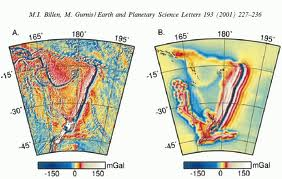 M.I. Billen, M. Gurnis / Earth and Planetary Science Letters 193 (2001) 227–236
A. B.
165° 180° 195° 165° 180° 195°
-15° -15°
-30° -30°
-45° -45°
mGal mGal
-150 0 150 -150 0 150